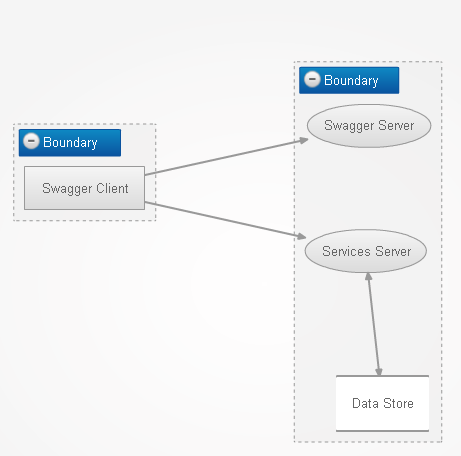 Boundary
Swagger Client
Boundary
Swagger Server
Services Server
Data Store